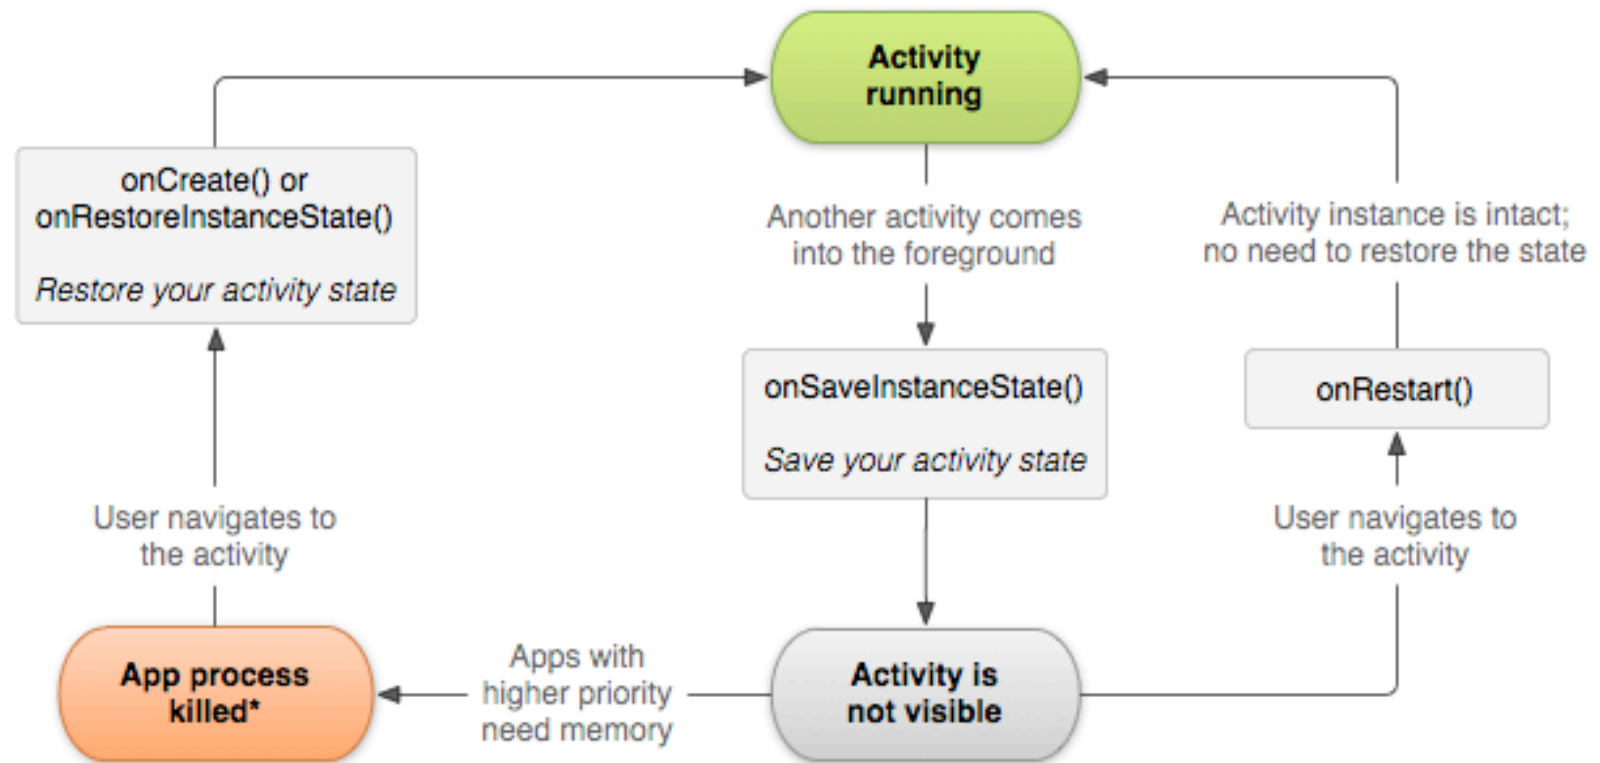 Activity
running
onCreate() or
onRestoreInstanceState()
Restore your activity state
Another activity comes
into the foreground
Activity instance is intact;
no need to restore the state
onSaveInstanceState()
Save your activity state
onRestart()
User navigates to
the activity
User navigates to
the activity
App process
killed*
Apps with
higher priority
need memory
Activity is
not visible